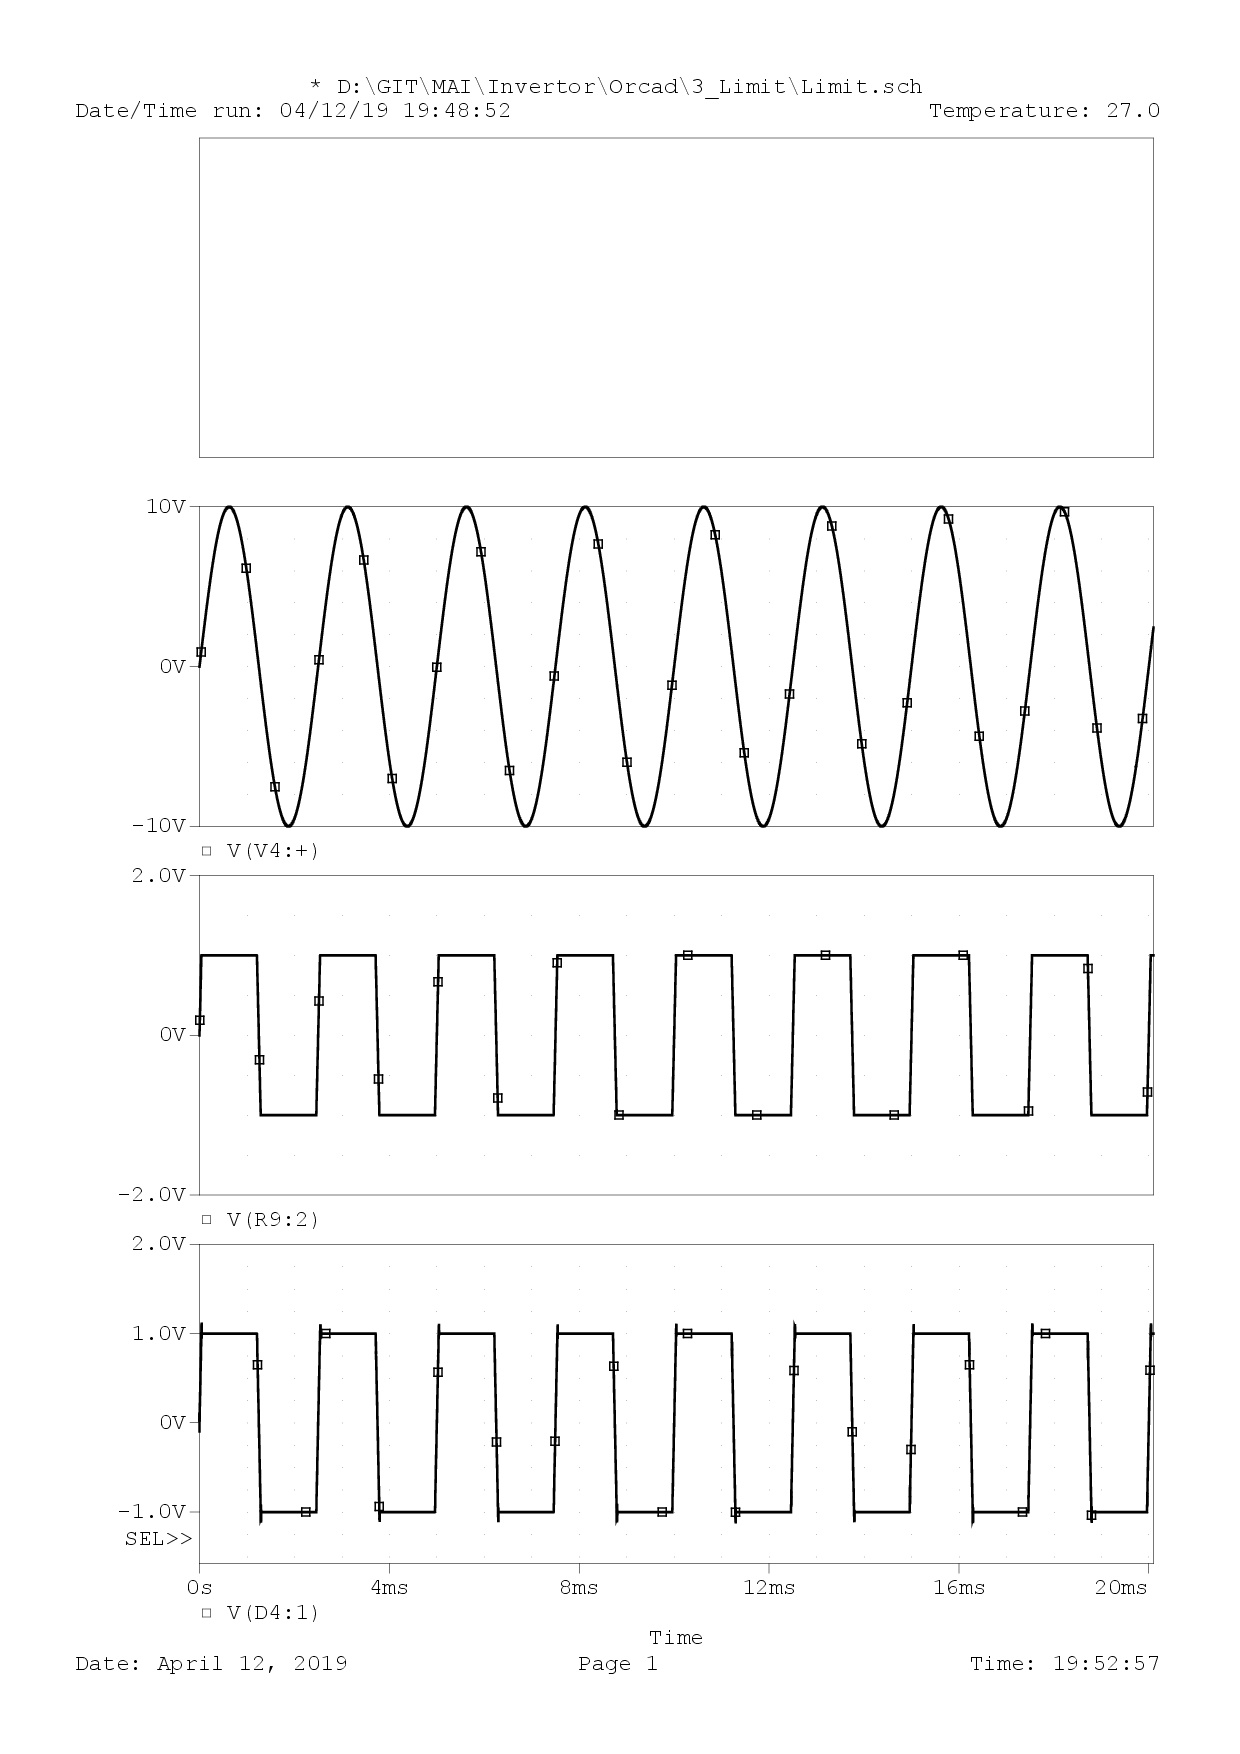 * D:\GIT\MAI\Invertor\Orcad\3_Limit\Limit.sch
Date/Time run: 04/12/19 19:48:52 Temperature: 27.0
10V
0V
-10V
V(V4:+)
2.0V
0V
-2.0V
V(R9:2)
2.0V
1.0V
0V
-1.0V
SEL>>
0s 4ms 8ms 12ms 16ms 20ms
V(D4:1)
Time
Date: April 12, 2019 Page 1 Time: 19:52:57